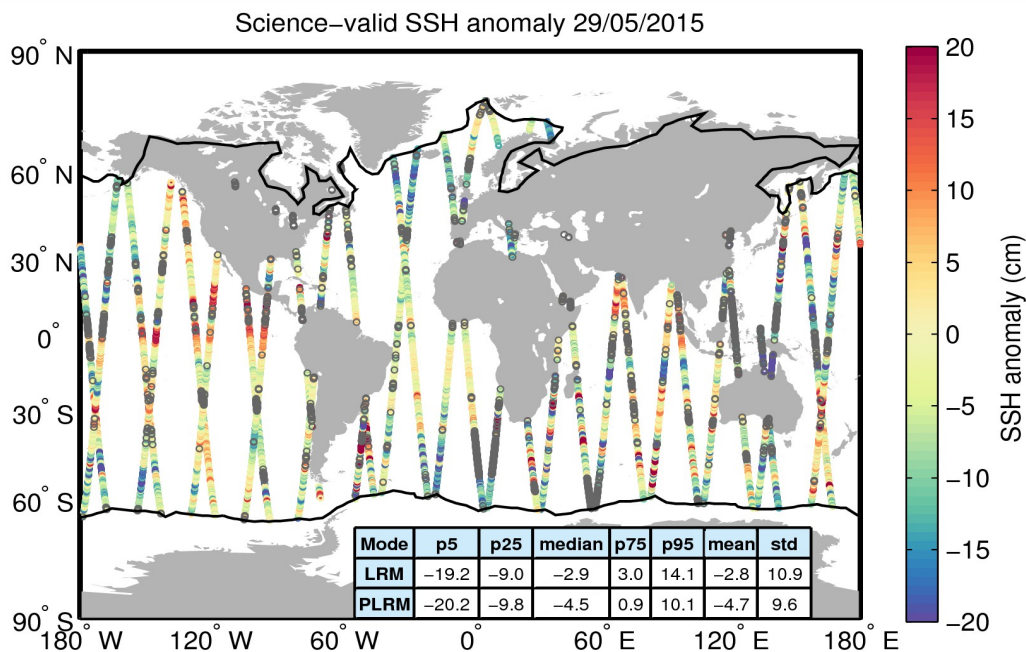 Science−valid SSH anomaly 29/05/2015
90° N
60° N
30° N
0°
30° S
60° S
90° S
180° W
120° W
60° W
0°
60° E
120° E
180° E
20
15
10
5
0
−5
−10
−15
−20
SSH anomaly (cm)
Mode p5 p25 median p75 p95 mean std
LRM −19.2 −9.0 −2.9 3.0 14.1 −2.8 10.9
PLRM −20.2 −9.8 −4.5 0.9 10.1 −4.7 9.6